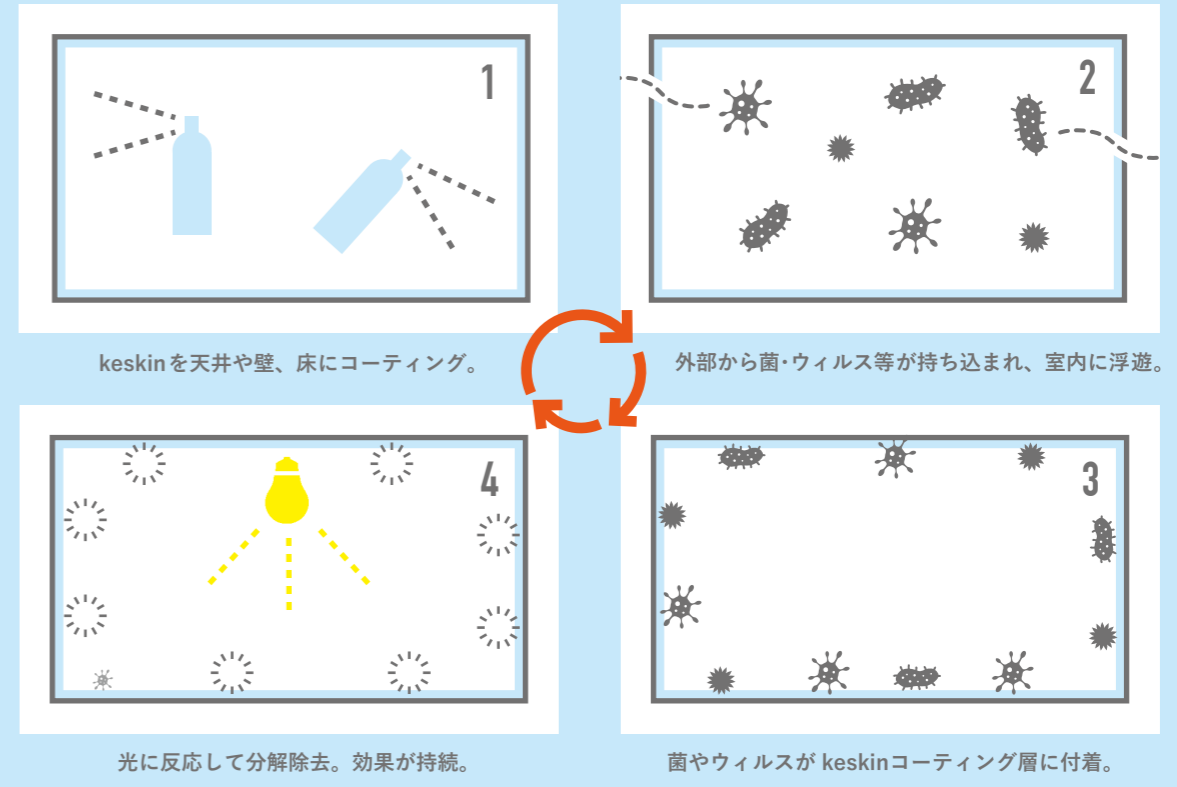 1
keskinを天井や壁、床にコーティング。
2
外部から菌・ウィルス等が持ち込まれ、室内に浮遊。
3
菌やウィルスが keskinコーティング層に付着。
4
光に反応して分解除去。効果が持続。